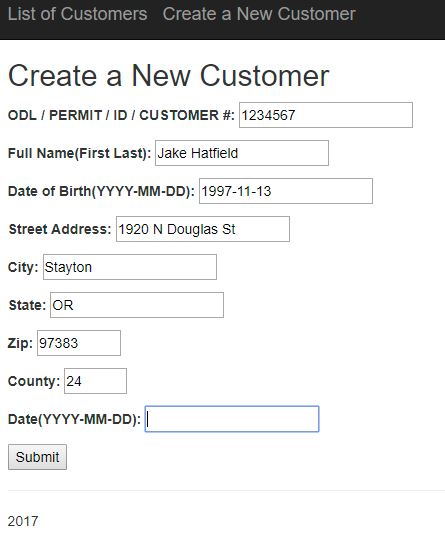 List of Customers Create a New Customer
Create a New Customer
ODL / PERMIT / ID / CUSTOMER #: 1234567
Full Name(First Last): Jake Hatfield
Date of Birth(YYYY-MM-DD): 1997-11-13
Street Address: 1920 N Douglas St
City: Stayton
State: OR
Zip: 97383
County: 24
Date(YYYY-MM-DD):
Submit
2017